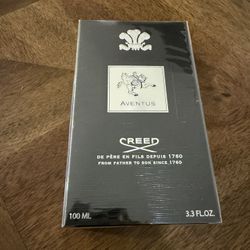 AVENTUS
CREED
DE PÈRE EN FILS DEPUIS 1760
FROM FATHER TO SON SINCE 1760
100 ML
3.3 FL.OZ.